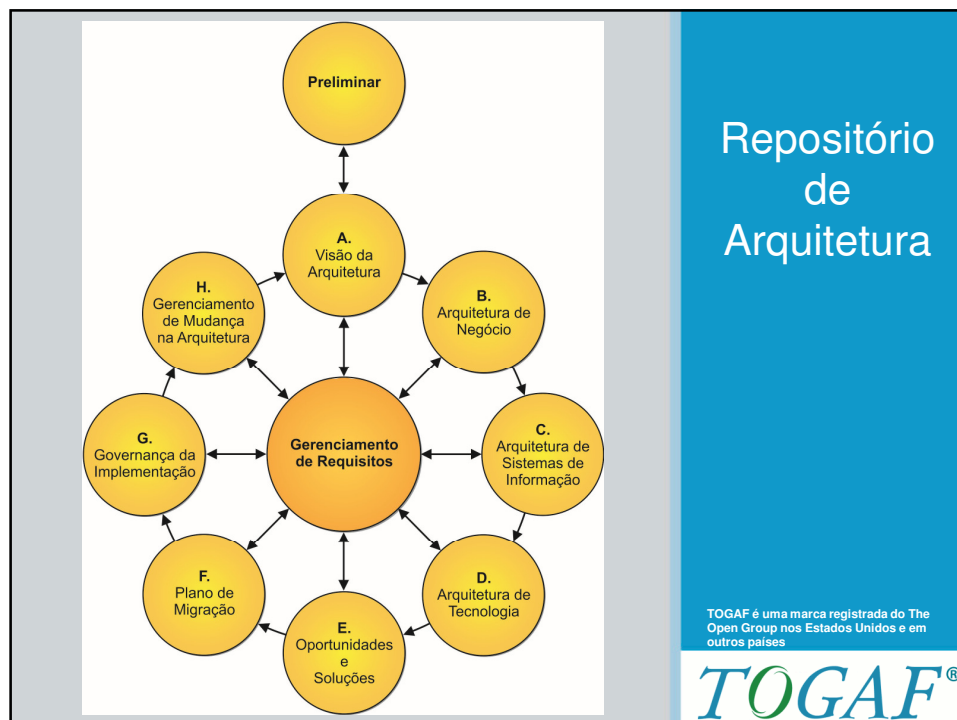 Preliminar
A.
Visão da
Arquitetura
B.
Arquitetura de
Negócio
C.
Arquitetura de
Sistemas de
Informação
D.
Arquitetura de
Tecnologia
E.
Oportunidades
e
Soluções
F.
Plano de
Migração
G.
Governança da
Implementação
H.
Gerenciamento
de Mudança
na Arquitetura
Gerenciamento
de Requisitos
Repositório
de
Arquitetura
TOGAF é uma marca registrada do The
Open Group nos Estados Unidos e em
outros países
TOGAF®